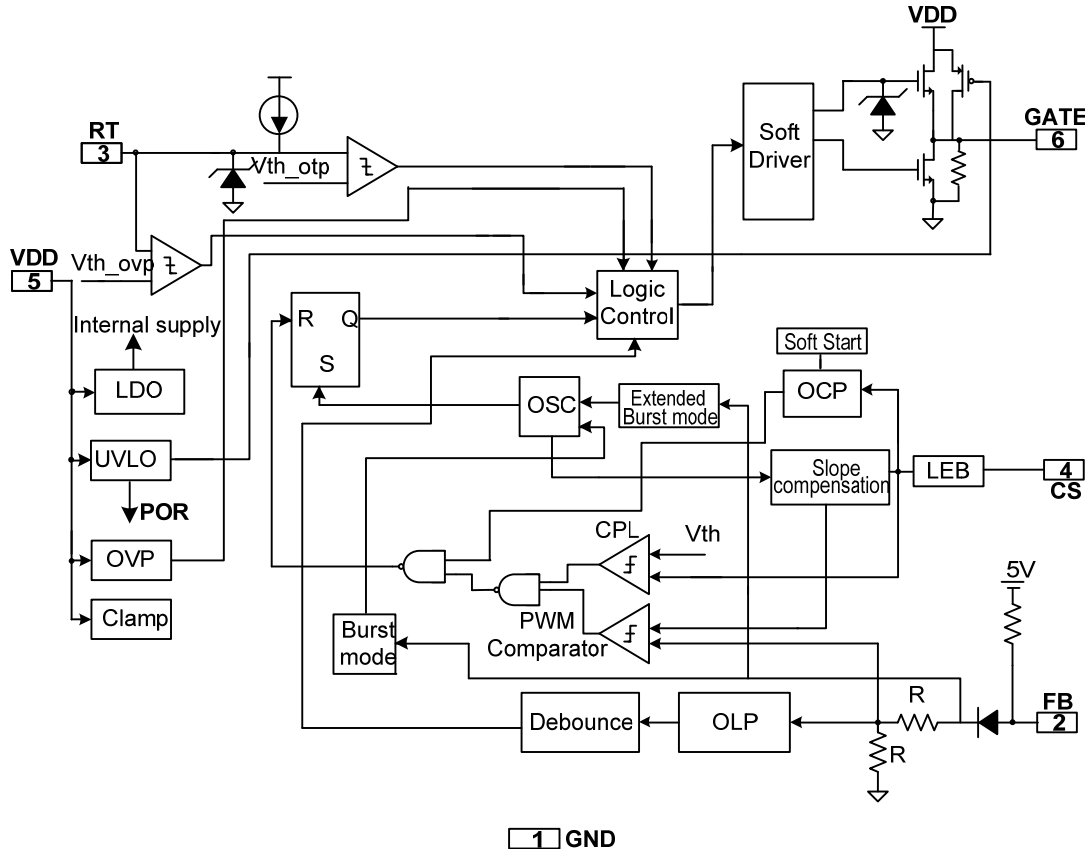 VDD
RT
3
Vth_otp
Soft
Driver
GATE
6
VDD
5
Vth_ovp
Internal supply
R
Q
S
Logic
Control
Soft Start
LDO
OSC
Extended
Burst mode
OCP
UVLO
POR
Slope
compensation
LEB
4
CS
OVP
CPL
Vth
Clamp
PWM
Comparator
Burst
mode
5V
Debounce
OLP
R
R
FB
2
1
GND